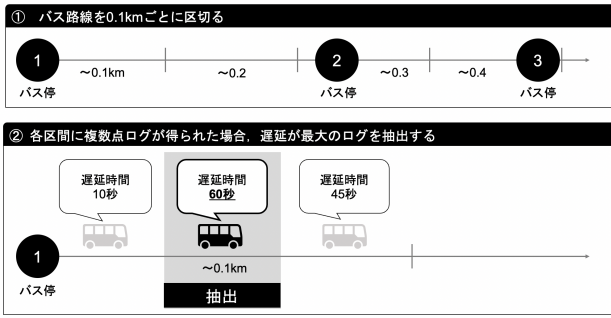 ① バス路線を0.1kmごとに区切る
1
2
3
～0.1km
～0.2
～0.3
～0.4
バス停
バス停
バス停
② 各区間に複数点ログが得られた場合，遅延が最大のログを抽出する
遅延時間
10秒
遅延時間
60秒
遅延時間
45秒
1
～0.1km
バス停
抽出